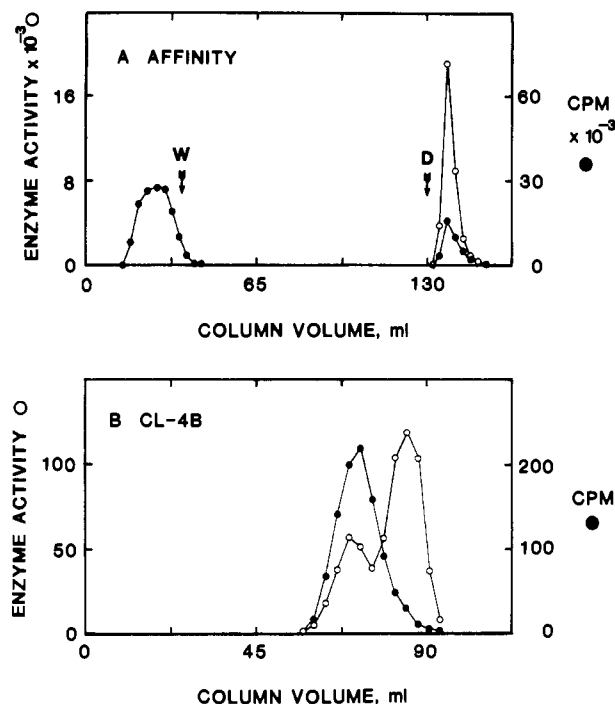 A AFFINITY
ENZYME ACTIVITY x 10⁻³ ○
16
8
0
W
D
60
30
0
CPM
x 10⁻³
●
0
65
130
COLUMN VOLUME, ml
B CL-4B
ENZYME ACTIVITY ○
100
50
0
200
100
0
CPM
●
0
45
90
COLUMN VOLUME, ml